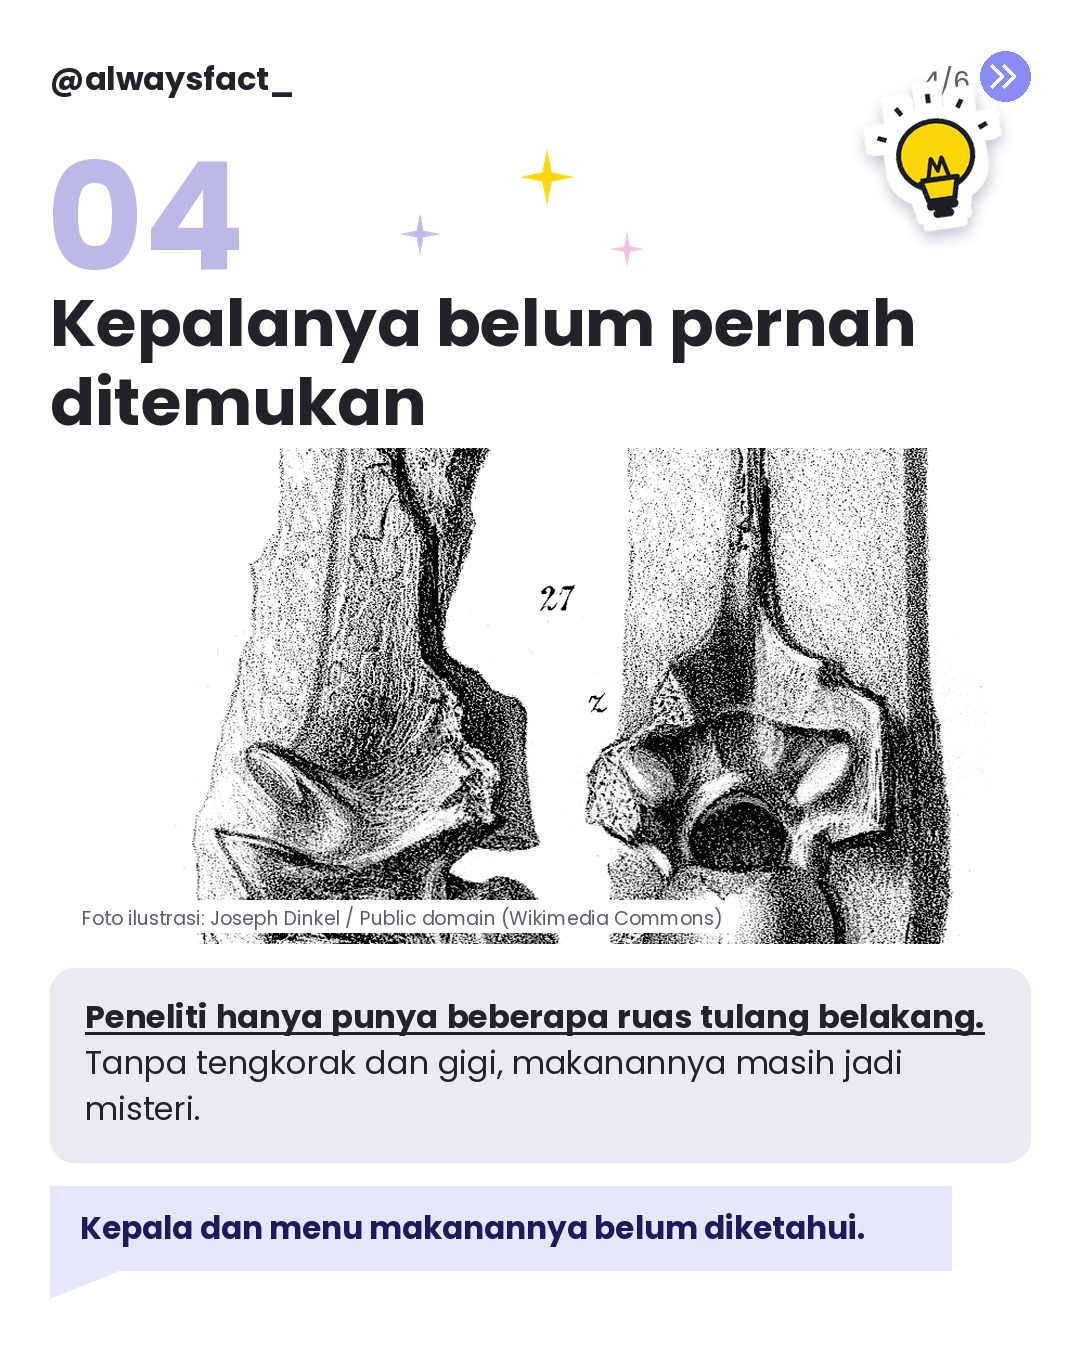 @alwaysfact_
4/6
04
Kepalanya belum pernah
ditemukan
27
z
Foto ilustrasi: Joseph Dinkel / Public domain (Wikimedia Commons)
Peneliti hanya punya beberapa ruas tulang belakang.
Tanpa tengkorak dan gigi, makanannya masih jadi
misteri.
Kepala dan menu makanannya belum diketahui.